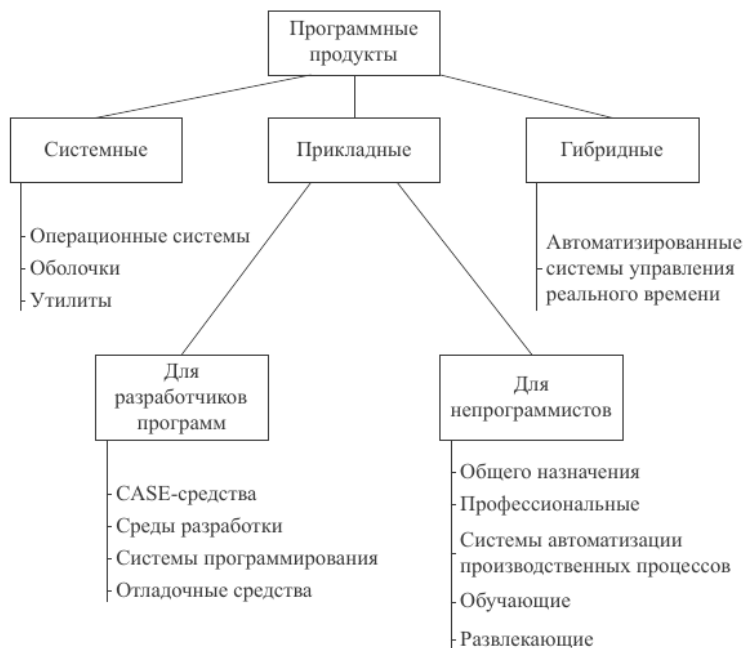 Программные
продукты
Системные
Прикладные
Гибридные
Операционные системы
Оболочки
Утилиты
Автоматизированные
системы управления
реального времени
Для
разработчиков
программ
Для
непрограммистов
CASE-средства
Среды разработки
Системы программирования
Отладочные средства
Общего назначения
Профессиональные
Системы автоматизации
производственных процессов
Обучающие
Развлекающие